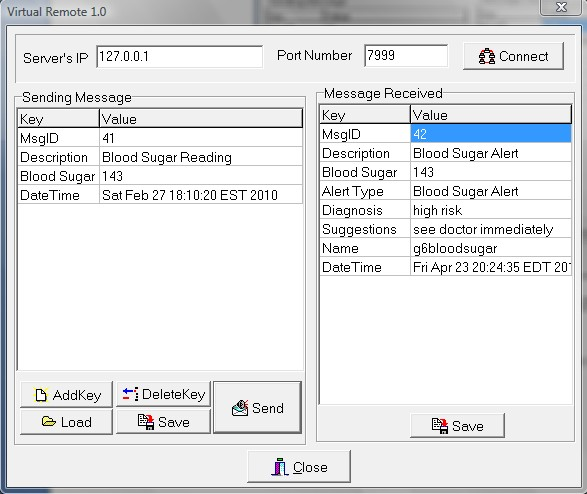 Virtual Remote 1.0
Server's IP 127.0.0.1 Port Number 7999 Connect
Sending Message
Key Value
MsgID 41
Description Blood Sugar Reading
Blood Sugar 143
DateTime Sat Feb 27 18:10:20 EST 2010
AddKey DeleteKey
Load Save
Send
Message Received
Key Value
MsgID 42
Description Blood Sugar Alert
Blood Sugar 143
Alert Type Blood Sugar Alert
Diagnosis high risk
Suggestions see doctor immediately
Name g6bloodsugar
DateTime Fri Apr 23 20:24:35 EDT 20
Save
Close